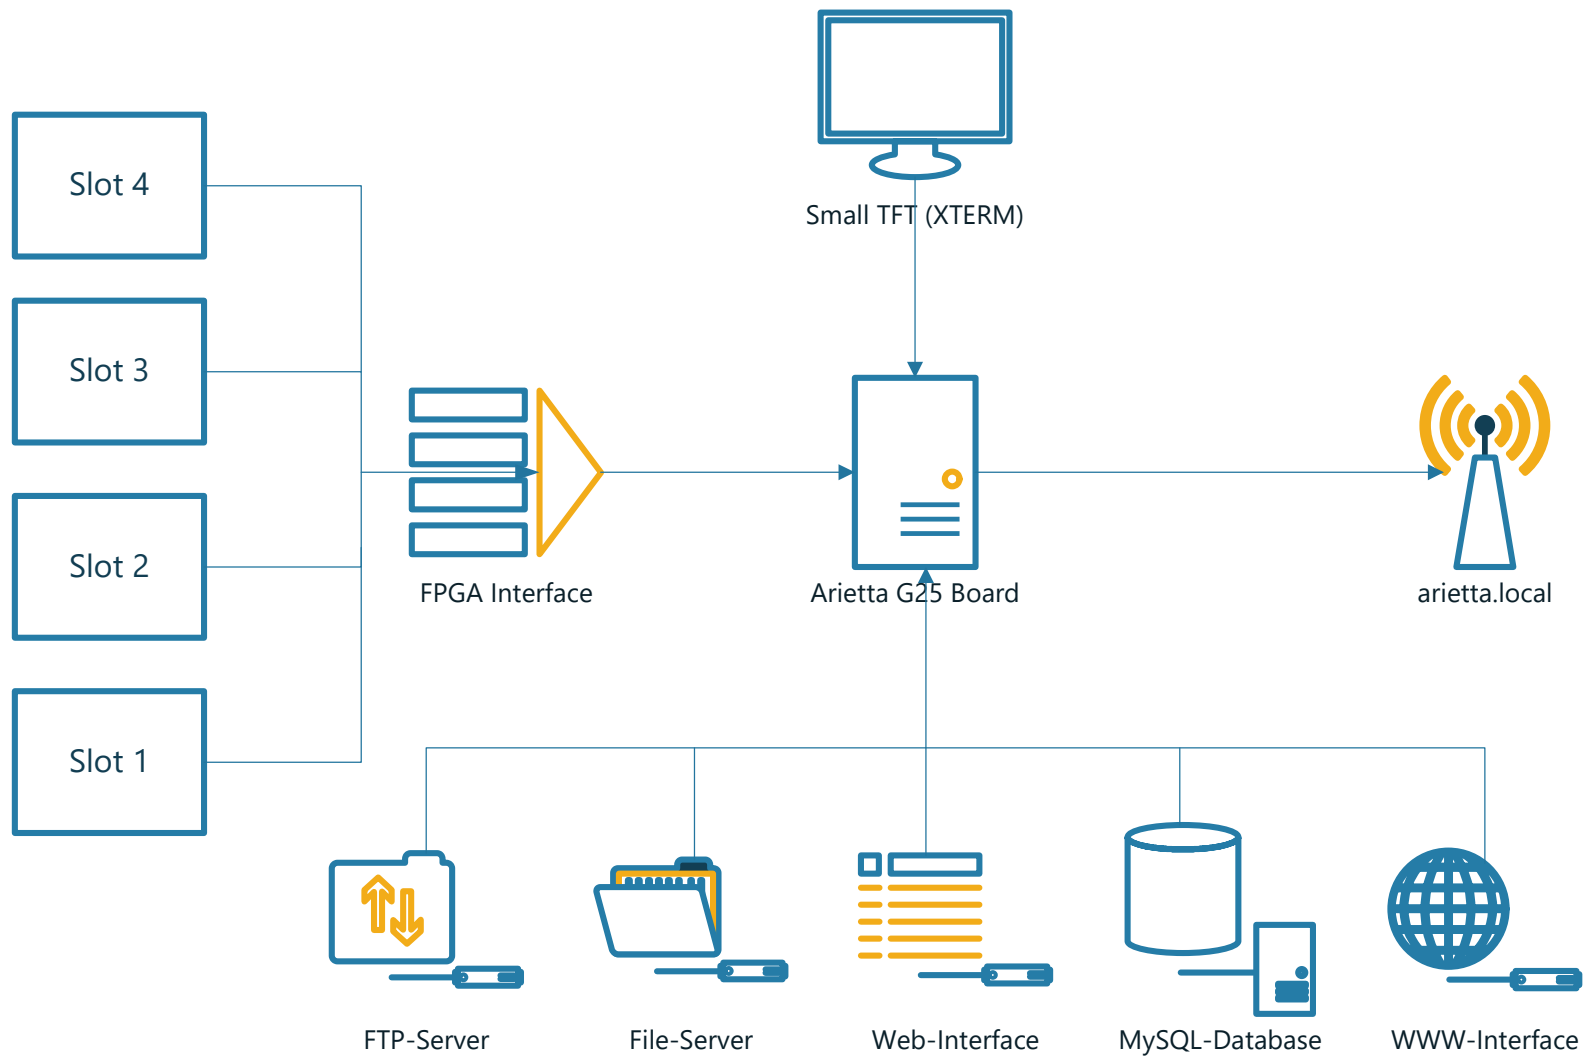 Small TFT (XTERM)
Slot 4
Slot 3
Slot 2
Slot 1
FPGA Interface
Arietta G25 Board
arietta.local
FTP-Server
File-Server
Web-Interface
MySQL-Database
WWW-Interface